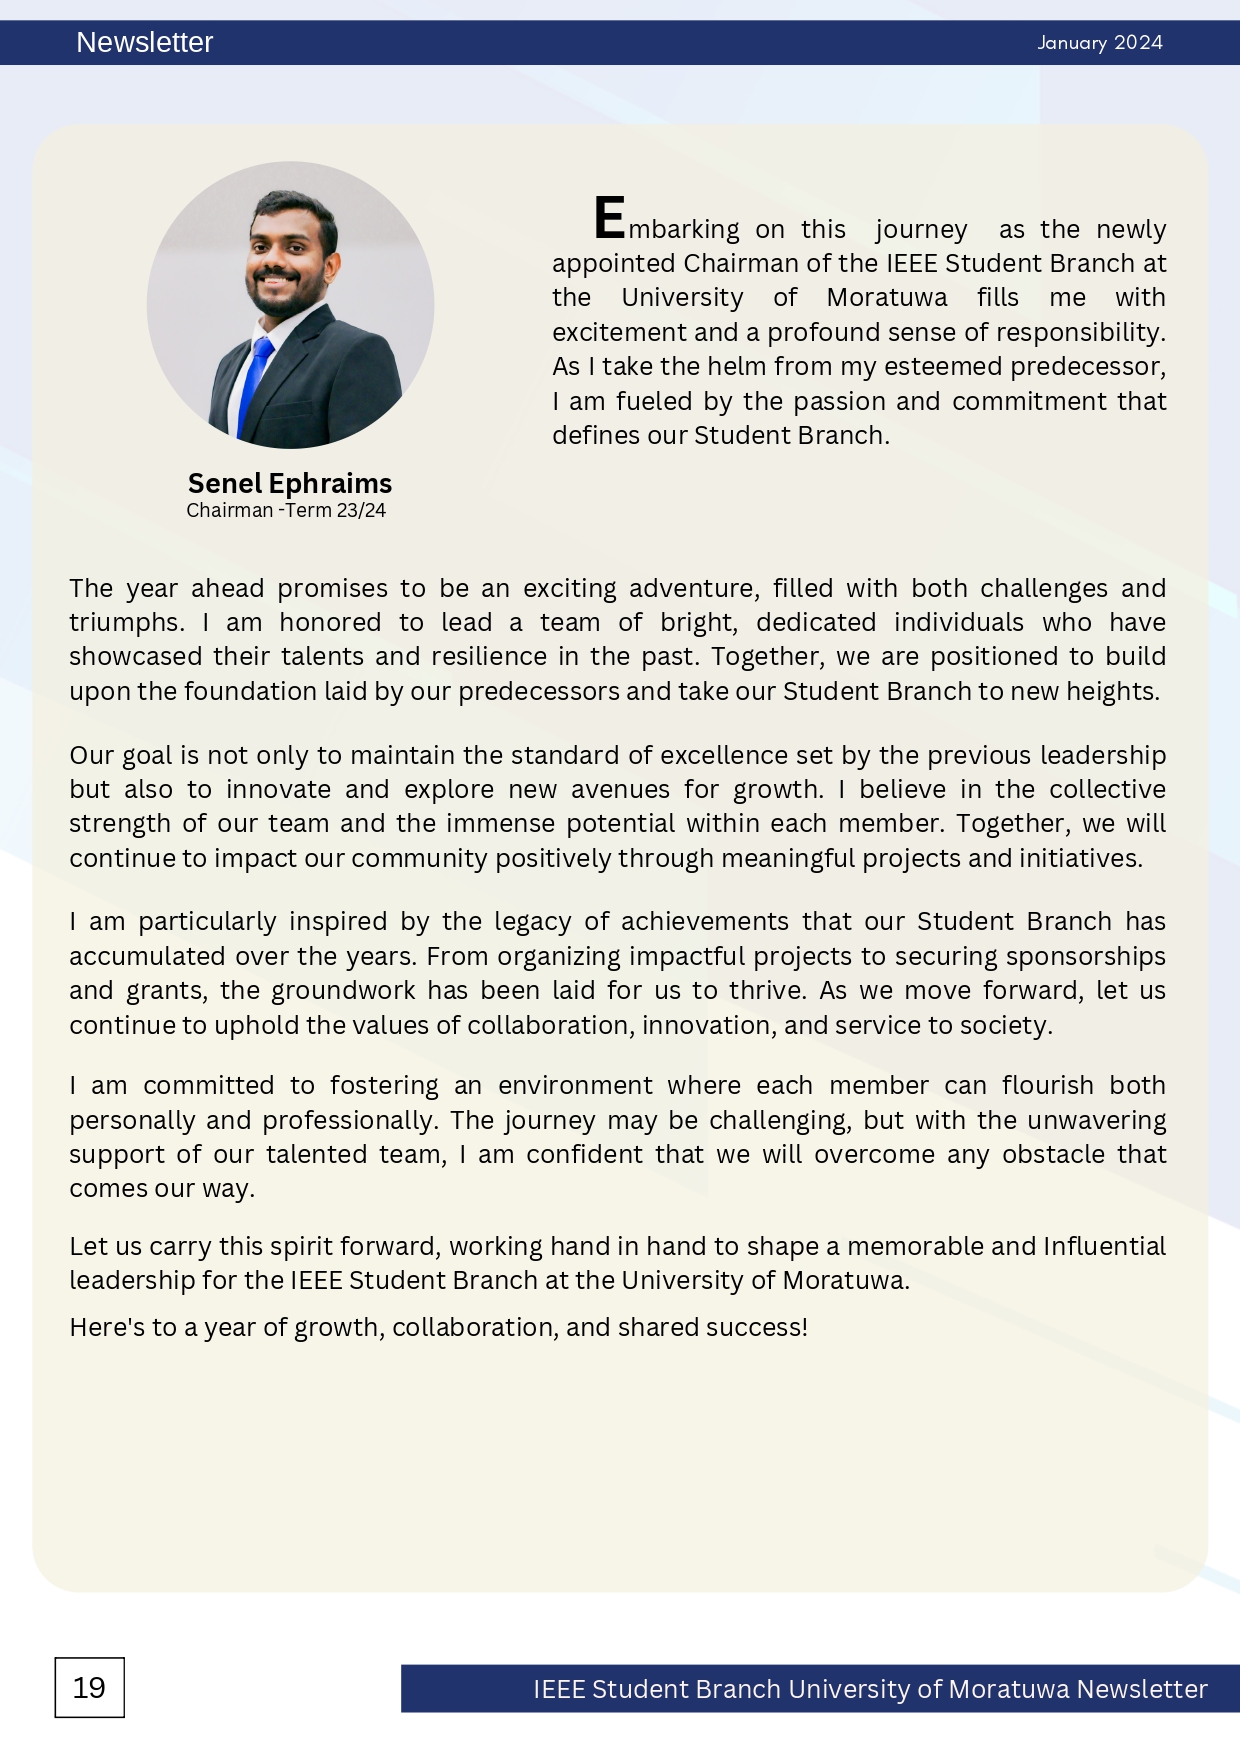 Newsletter
January 2024
Embarking on this journey as the newly
appointed Chairman of the IEEE Student Branch at
the University of Moratuwa fills me with
excitement and a profound sense of responsibility.
As I take the helm from my esteemed predecessor,
I am fueled by the passion and commitment that
defines our Student Branch.
Senel Ephraims
Chairman -Term 23/24
The year ahead promises to be an exciting adventure, filled with both challenges and
triumphs. I am honored to lead a team of bright, dedicated individuals who have
showcased their talents and resilience in the past. Together, we are positioned to build
upon the foundation laid by our predecessors and take our Student Branch to new heights.
Our goal is not only to maintain the standard of excellence set by the previous leadership
but also to innovate and explore new avenues for growth. I believe in the collective
strength of our team and the immense potential within each member. Together, we will
continue to impact our community positively through meaningful projects and initiatives.
I am particularly inspired by the legacy of achievements that our Student Branch has
accumulated over the years. From organizing impactful projects to securing sponsorships
and grants, the groundwork has been laid for us to thrive. As we move forward, let us
continue to uphold the values of collaboration, innovation, and service to society.
I am committed to fostering an environment where each member can flourish both
personally and professionally. The journey may be challenging, but with the unwavering
support of our talented team, I am confident that we will overcome any obstacle that
comes our way.
Let us carry this spirit forward, working hand in hand to shape a memorable and Influential
leadership for the IEEE Student Branch at the University of Moratuwa.
Here's to a year of growth, collaboration, and shared success!
19
IEEE Student Branch University of Moratuwa Newsletter